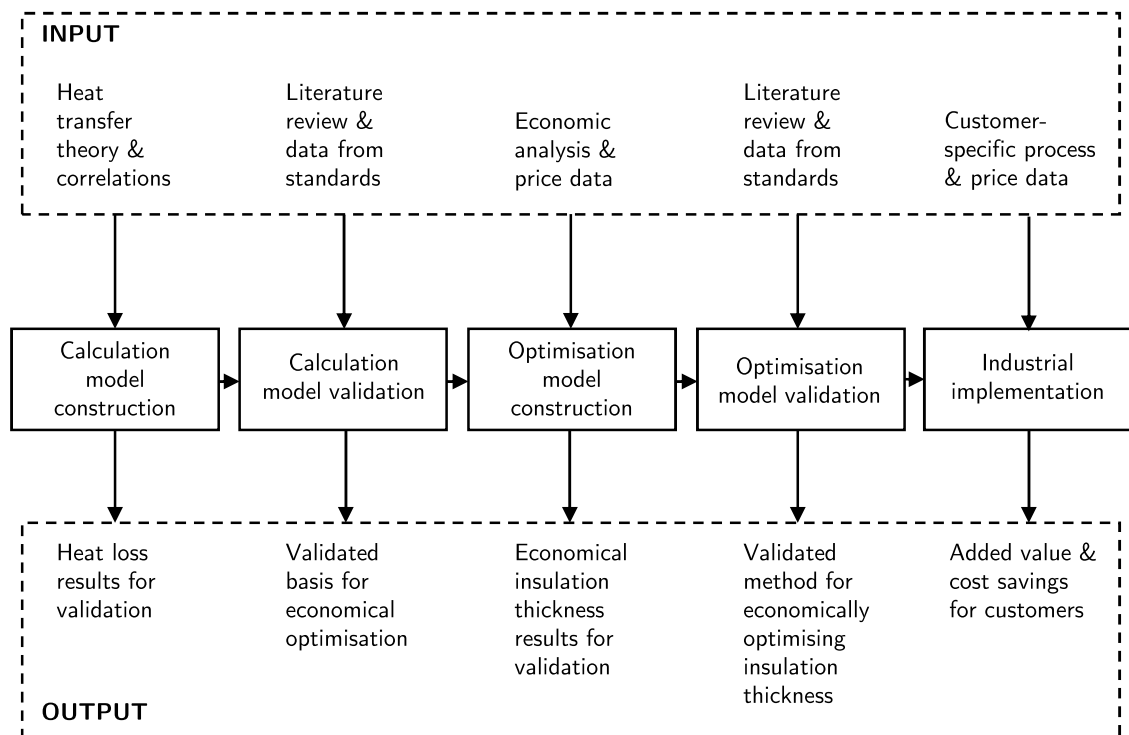 INPUT
Heat
transfer
theory &
correlations
Literature
review &
data from
standards
Economic
analysis &
price data
Literature
review &
data from
standards
Customer-
specific process
& price data
Calculation
model
construction
Calculation
model validation
Optimisation
model
construction
Optimisation
model validation
Industrial
implementation
Heat loss
results for
validation
Validated
basis for
economical
optimisation
Economical
insulation
thickness
results for
validation
Validated
method for
economically
optimising
insulation
thickness
Added value &
cost savings
for customers
OUTPUT